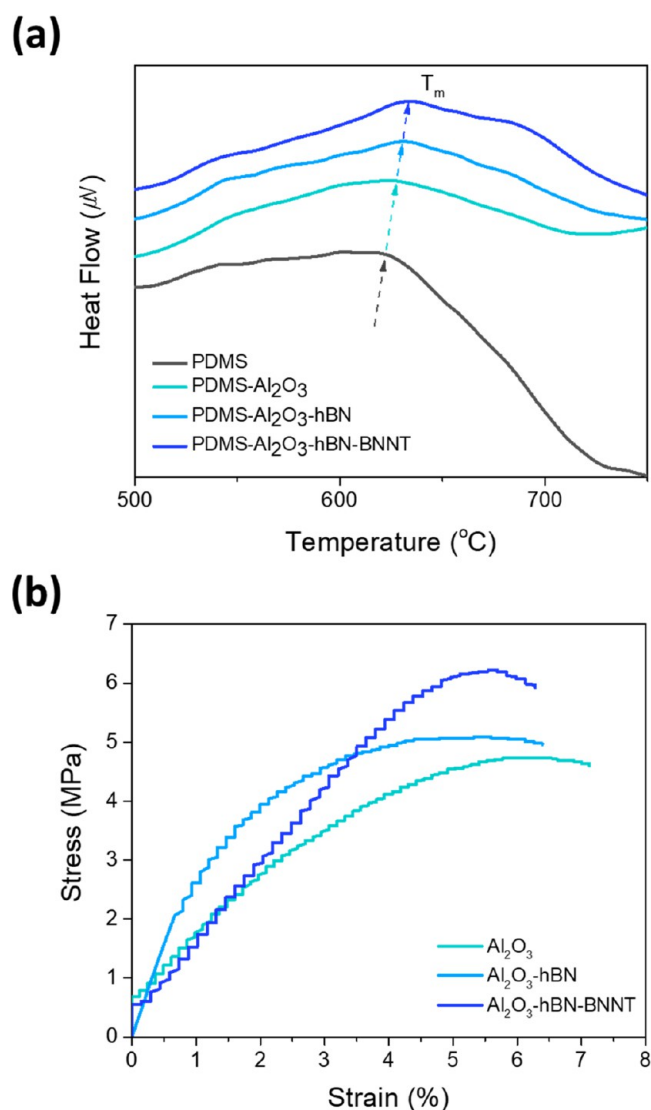 (a)
Tm
Heat Flow (μV)
PDMS
PDMS-Al2O3
PDMS-Al2O3-hBN
PDMS-Al2O3-hBN-BNNT
500 600 700
Temperature (oC)
(b)
7
6
5
4
3
2
1
0
Stress (MPa)
Al2O3
Al2O3-hBN
Al2O3-hBN-BNNT
0 1 2 3 4 5 6 7 8
Strain (%)